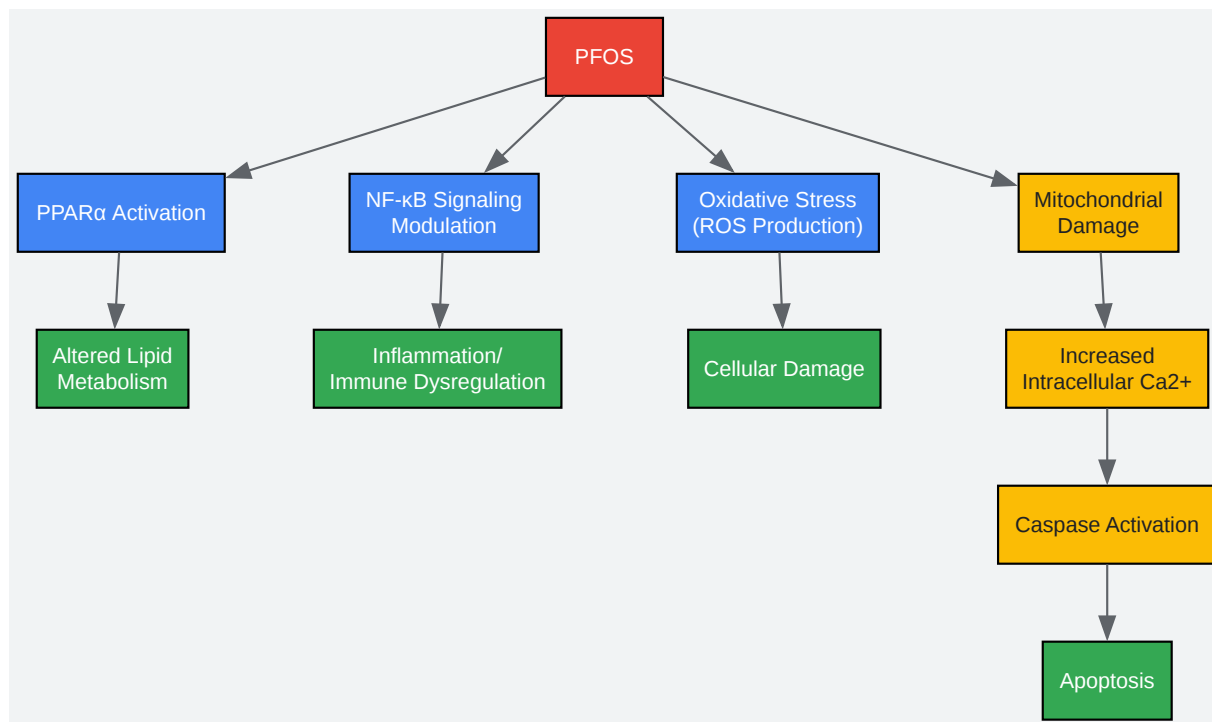 PFOS
PPARα Activation
NF-κB Signaling
Modulation
Oxidative Stress
(ROS Production)
Mitochondrial
Damage
Altered Lipid
Metabolism
Inflammation/
Immune Dysregulation
Cellular Damage
Increased
Intracellular Ca2+
Caspase Activation
Apoptosis